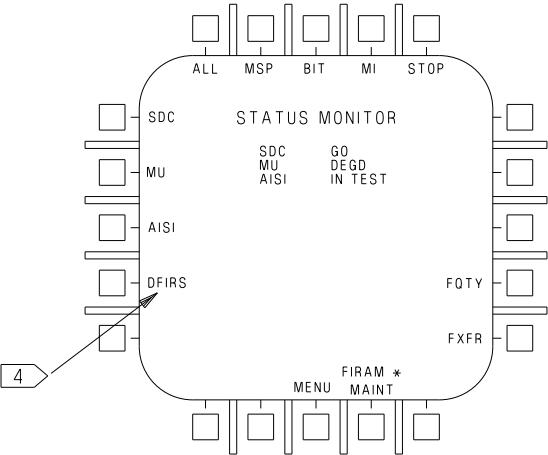 ALL MSP BIT MI STOP
SDC
STATUS MONITOR
SDC GO
MU DEGD
AISI IN TEST
MU
AISI
DFIRS
FQTY
FXFR
4
FIRAM *
MENU MAINT